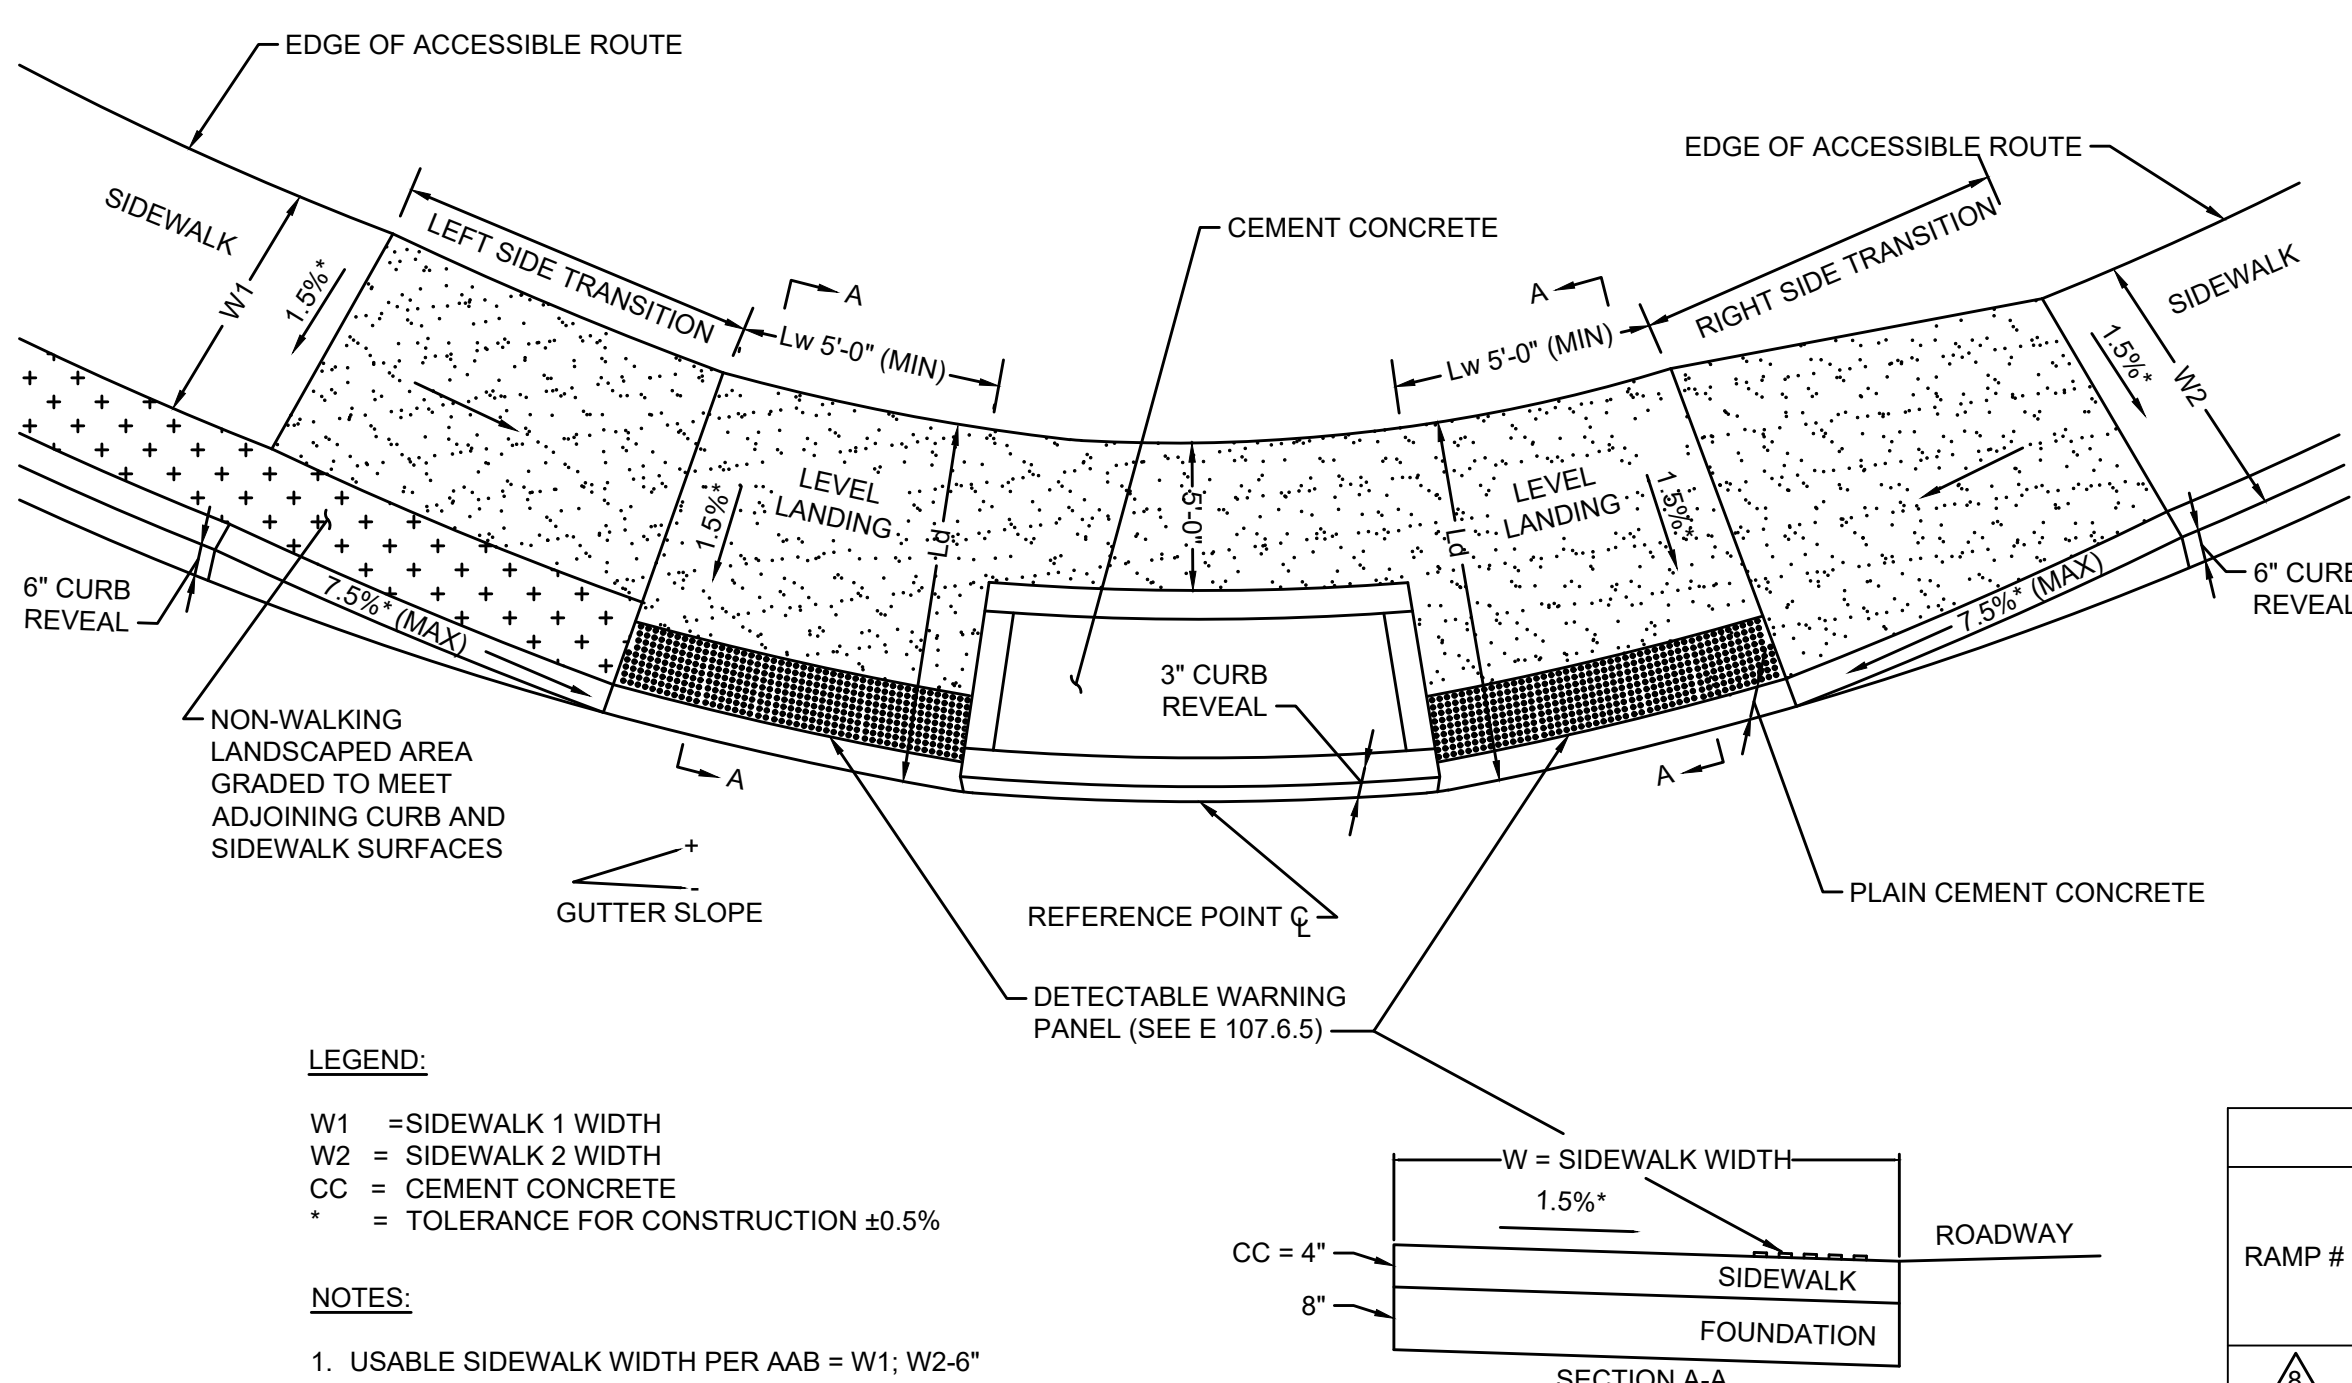 EDGE OF ACCESSIBLE ROUTE
EDGE OF ACCESSIBLE ROUTE
SIDEWALK
W1
1.5%*
LEFT SIDE TRANSITION
A
Lw 5'-0" (MIN)
CEMENT CONCRETE
A
Lw 5'-0" (MIN)
RIGHT SIDE TRANSITION
SIDEWALK
1.5%*
W2
1.5%*
LEVEL
LANDING
Ld
5'-0"
Ld
LEVEL
LANDING
1.5%*
6" CURB
REVEAL
7.5%* (MAX)
7.5%* (MAX)
6" CURB
REVEAL
3" CURB
REVEAL
NON-WALKING
LANDSCAPED AREA
GRADED TO MEET
ADJOINING CURB AND
SIDEWALK SURFACES
A
A
+
-
GUTTER SLOPE
REFERENCE POINT ℄
PLAIN CEMENT CONCRETE
DETECTABLE WARNING
PANEL (SEE E 107.6.5)
LEGEND:
W1 =SIDEWALK 1 WIDTH
W2 = SIDEWALK 2 WIDTH
CC = CEMENT CONCRETE
* = TOLERANCE FOR CONSTRUCTION ±0.5%
NOTES:
1. USABLE SIDEWALK WIDTH PER AAB = W1; W2-6"
W = SIDEWALK WIDTH
1.5%*
ROADWAY
CC = 4"
SIDEWALK
8"
FOUNDATION
SECTION A-A
RAMP #
8